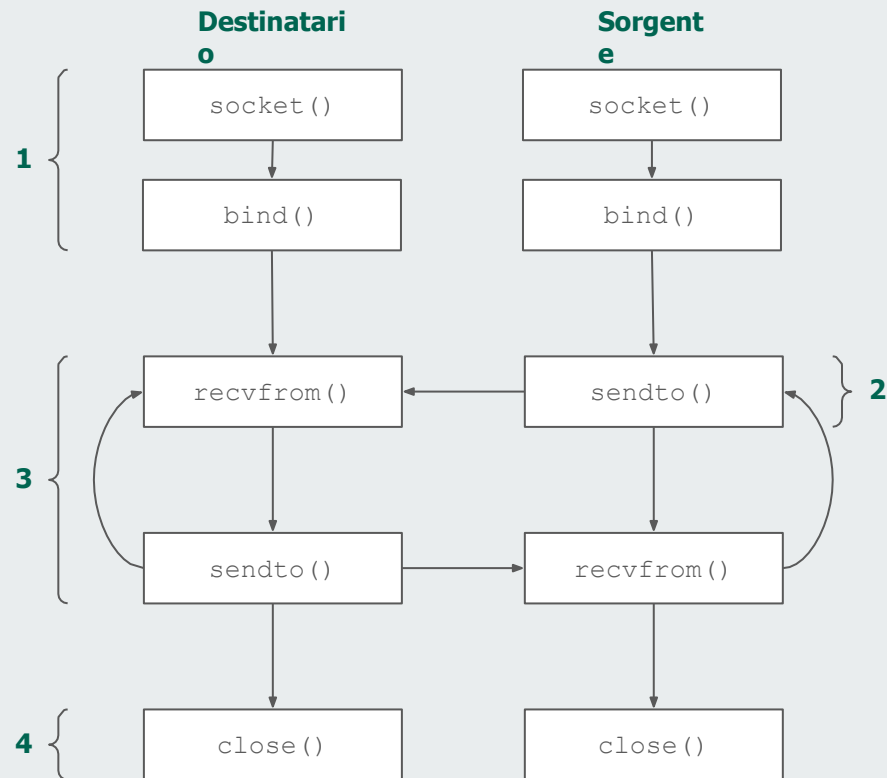 Destinatari
o
Sorgent
e
socket()
socket()
1
bind()
bind()
recvfrom()
sendto()
2
3
sendto()
recvfrom()
4
close()
close()